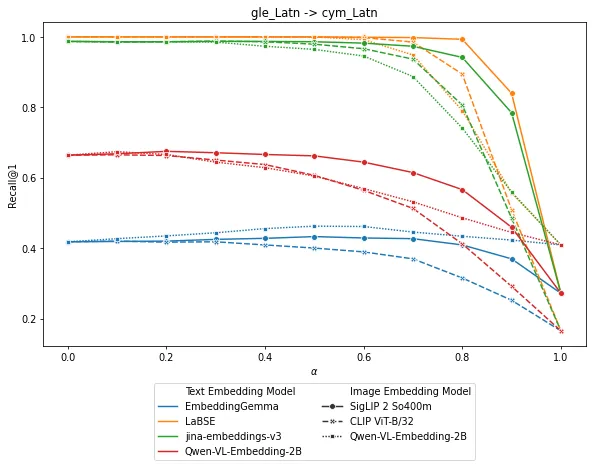 gle_Latn -> cym_Latn
1.0
0.8
0.6
0.4
0.2
Recall@1
0.0 0.2 0.4 0.6 0.8 1.0
α
Text Embedding Model Image Embedding Model
EmbeddingGemma SigLIP 2 So400m
LaBSE CLIP ViT-B/32
jina-embeddings-v3 Qwen-VL-Embedding-2B
Qwen-VL-Embedding-2B